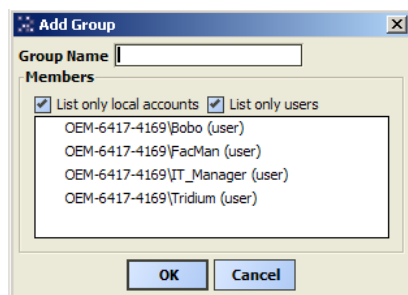 Add Group
Group Name
Members
List only local accounts List only users
OEM-6417-4169\Bobo (user)
OEM-6417-4169\FacMan (user)
OEM-6417-4169\IT_Manager (user)
OEM-6417-4169\Tridium (user)
OK Cancel